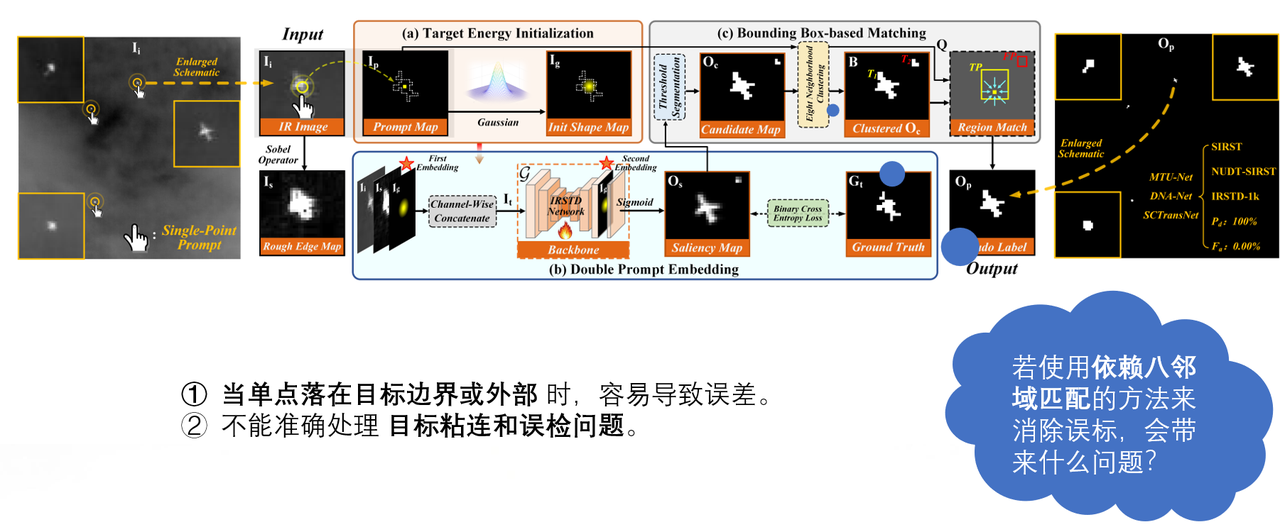 I_i
Enlarged
Schematic
: Single-Point
Prompt
Input
I_i
IR Image
Sobel
Operator
I_s
Rough Edge Map
(a) Target Energy Initialization
I_p
Prompt Map
Gaussian
I_g
Init Shape Map
(c) Bounding Box-based Matching
Threshold
Segmentation
O_c
Candidate Map
Eight Neighborhood
Clustering
B
T_1
Clustered O_c
Q
TP
Region Match
First
Embedding
I_i
I_s
I_g
Channel-Wise
Concatenate
I_t
G
IRSTD
Network
Backbone
Second
Embedding
I_g
Sigmoid
O_s
Saliency Map
Binary Cross
Entropy Loss
G_t
Ground Truth
(b) Double Prompt Embedding
O_p
do Label
Output
O_p
Enlarged
Schematic
MTU-Net
DNA-Net
SCTransNet
SIRST
NUDT-SIRST
IRSTD-1k
P_d: 100%
F_a: 0.00%
① 当单点落在目标边界或外部 时，容易导致误差。
② 不能准确处理 目标粘连和误检问题。
若使用依赖八邻
域匹配的方法来
消除误标，会带
来什么问题？